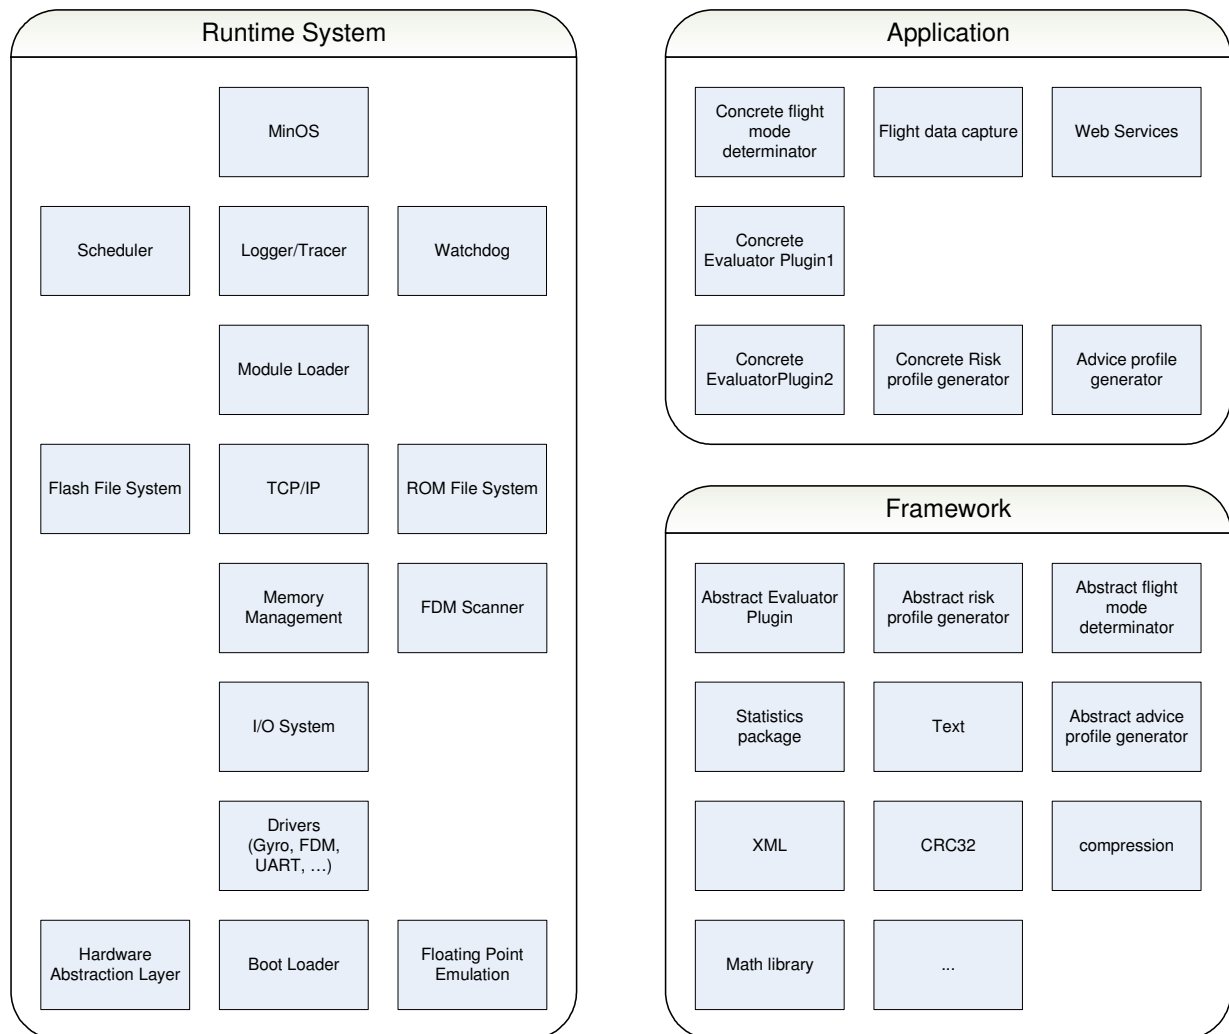 Runtime System
MinOS
Scheduler
Logger/Tracer
Watchdog
Module Loader
Flash File System
TCP/IP
ROM File System
Memory
Management
FDM Scanner
I/O System
Drivers
(Gyro, FDM,
UART, …)
Hardware
Abstraction Layer
Boot Loader
Floating Point
Emulation
Application
Concrete flight
mode
determinator
Flight data capture
Web Services
Concrete
Evaluator Plugin1
Concrete
EvaluatorPlugin2
Concrete Risk
profile generator
Advice profile
generator
Framework
Abstract Evaluator
Plugin
Abstract risk
profile generator
Abstract flight
mode
determinator
Statistics
package
Text
Abstract advice
profile generator
XML
CRC32
compression
Math library
...